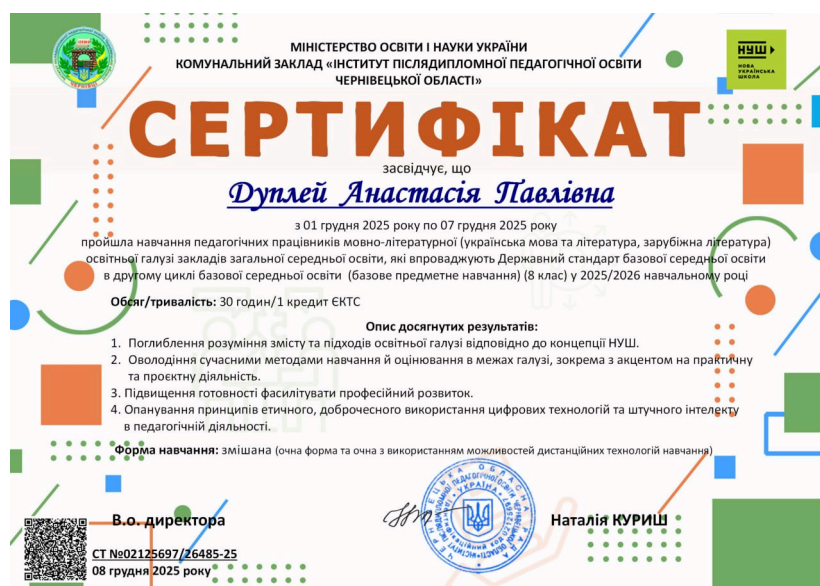 МІНІСТЕРСТВО ОСВІТИ І НАУКИ УКРАЇНИ
КОМУНАЛЬНИЙ ЗАКЛАД «ІНСТИТУТ ПІСЛЯДИПЛОМНОЇ ПЕДАГОГІЧНОЇ ОСВІТИ
ЧЕРНІВЕЦЬКОЇ ОБЛАСТІ»
НУШ
НОВА
УКРАЇНСЬКА
ШКОЛА
ЧЕРНІВЦІ
СЕРТИФІКАТ
засвідчує, що
Дуплей Анастасія Павлівна
з 01 грудня 2025 року по 07 грудня 2025 року
пройшла навчання педагогічних працівників мовно-літературної (українська мова та література, зарубіжна література)
освітньої галузі закладів загальної середньої освіти, які впроваджують Державний стандарт базової середньої освіти
в другому циклі базової середньої освіти (базове предметне навчання) (8 клас) у 2025/2026 навчальному році
Обсяг/тривалість: 30 годин/1 кредит ЄКТС
Опис досягнутих результатів:
1. Поглиблення розуміння змісту та підходів освітньої галузі відповідно до концепції НУШ.
2. Оволодіння сучасними методами навчання й оцінювання в межах галузі, зокрема з акцентом на практичну
та проєктну діяльність.
3. Підвищення готовності фасилітувати професійний розвиток.
4. Опанування принципів етичного, доброчесного використання цифрових технологій та штучного інтелекту
в педагогічній діяльності.
Форма навчання: змішана (очна форма та очна з використанням можливостей дистанційних технологій навчання)
В.о. директора
Наталія КУРИШ
УКРАЇНА
СТ №02125697/26485-25
08 грудня 2025 року